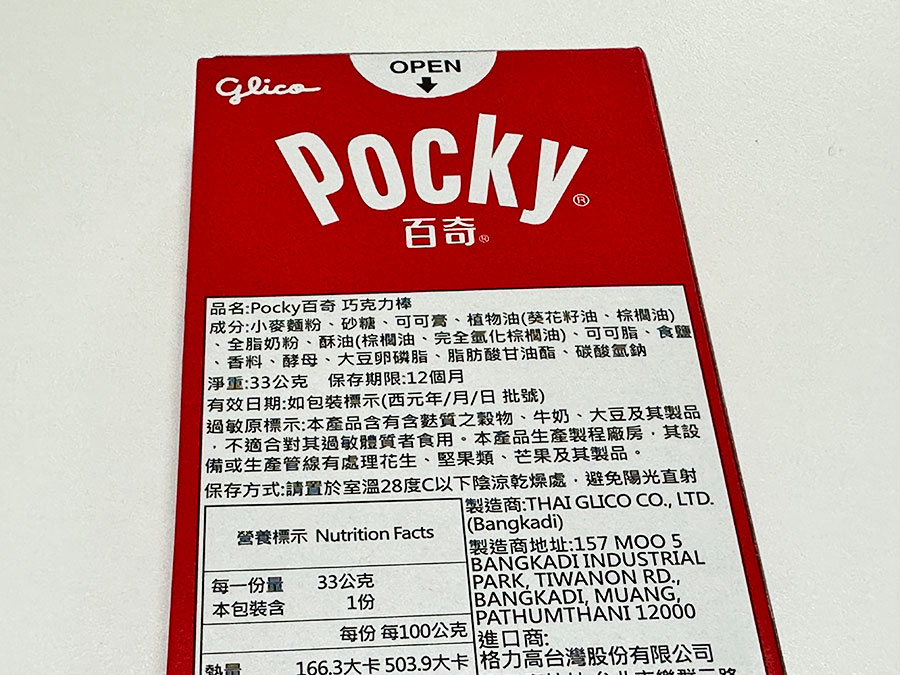 OPEN
Glico
Pocky®
百奇®
品名:Pocky百奇 巧克力棒
成分:小麥麵粉、砂糖、可可膏、植物油(葵花籽油、棕櫚油)
、全脂奶粉、酥油(棕櫚油、完全氫化棕櫚油)、可可脂、食鹽
、香料、酵母、大豆卵磷脂、脂肪酸甘油酯、碳酸氫鈉
淨重:33公克 保存期限:12個月
有效日期:如包裝標示(西元年/月/日 批號)
過敏原標示:本產品含有含麩質之穀物、牛奶、大豆及其製品
，不適合對其過敏體質者食用。本產品生產製程廠房，其設
備或生產管線有處理花生、堅果類、芒果及其製品。
保存方式:請置於室溫28度C以下陰涼乾燥處，避免陽光直射
營養標示 Nutrition Facts
每一份量 33公克
本包裝含 1份
每份 每100公克
熱量 166.3大卡 503.9大卡
製造商:THAI GLICO CO., LTD.
(Bangkadi)
製造商地址:157 MOO 5
BANGKADI INDUSTRIAL
PARK, TIWANON RD.,
BANGKADI, MUANG,
PATHUMTHANI 12000
進口商:
格力高台灣股份有限公司